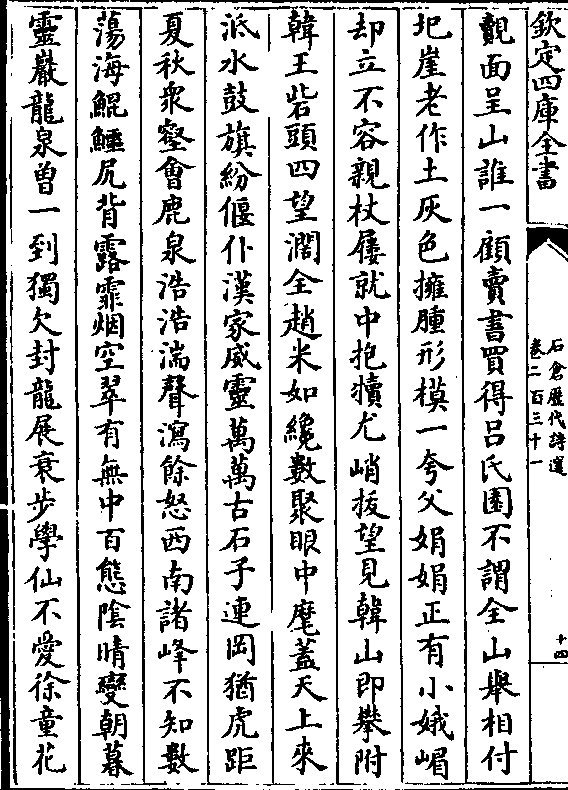 欽定四庫全書
石倉歷代詩選
卷二百三十一
十四
覿面呈山誰一顧賣書買得呂氏園不謂全山舉相付
圯崖老作土灰色擁腫形模一夸父娟娟正有小娥嵋
却立不容親杖屨就中抱犢尤峭拔望見韓山即攀附
韓王砦頭四望濶全趙米如纔數聚眼中麾蓋天上來
泜水鼓旗紛偃仆漢家威靈萬萬古石子連岡猶虎距
夏秋衆壑會鹿泉浩浩湍聲瀉餘怒西南諸峰不知數
蕩海鯤鱷尻背露霏烟空翠有無中百態陰晴變朝暮
靈巖龍泉曾一到獨欠封龍展衰步學仙不愛徐童花